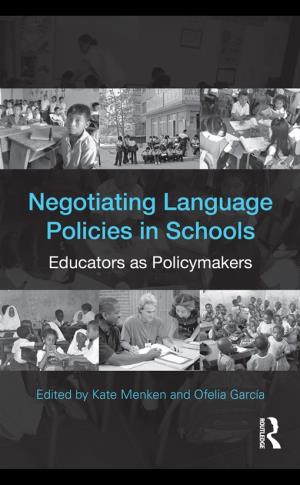 Negotiating Language
Policies in Schools
Educators as Policymakers
Edited by Kate Menken and Ofelia García
ROUTLEDGE